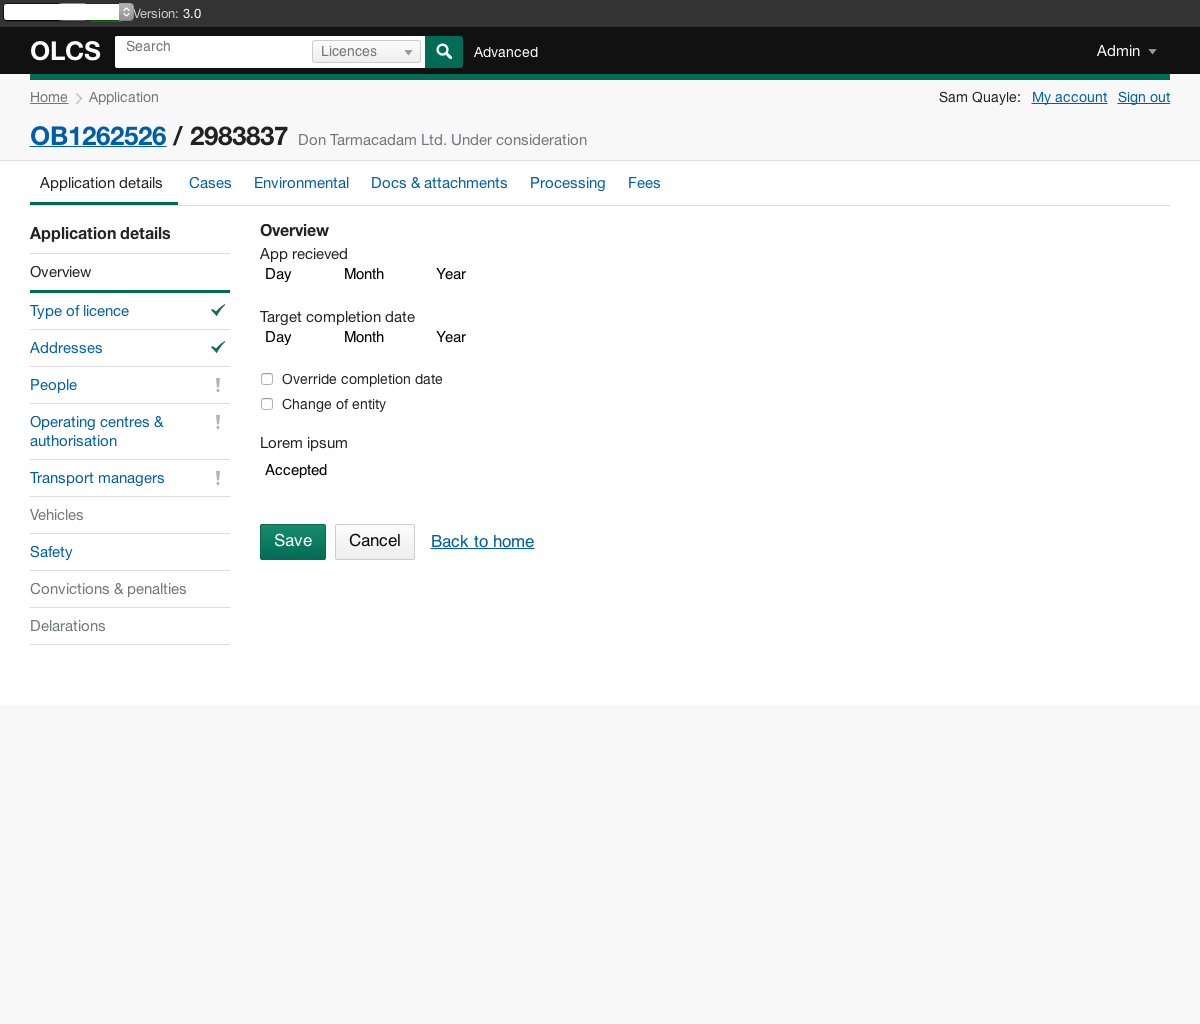 Version: 3.0
OLCS Search Licences Advanced Admin
Home Application Sam Quayle: My account Sign out
OB1262526 / 2983837 Don Tarmacadam Ltd. Under consideration
Application details Cases Environmental Docs & attachments Processing Fees
Application details
Overview
Type of licence
Addresses
People
Operating centres &
authorisation
Transport managers
Vehicles
Safety
Convictions & penalties
Delarations
Overview
App recieved
Day Month Year
Target completion date
Day Month Year
Override completion date
Change of entity
Lorem ipsum
Accepted
Save Cancel Back to home